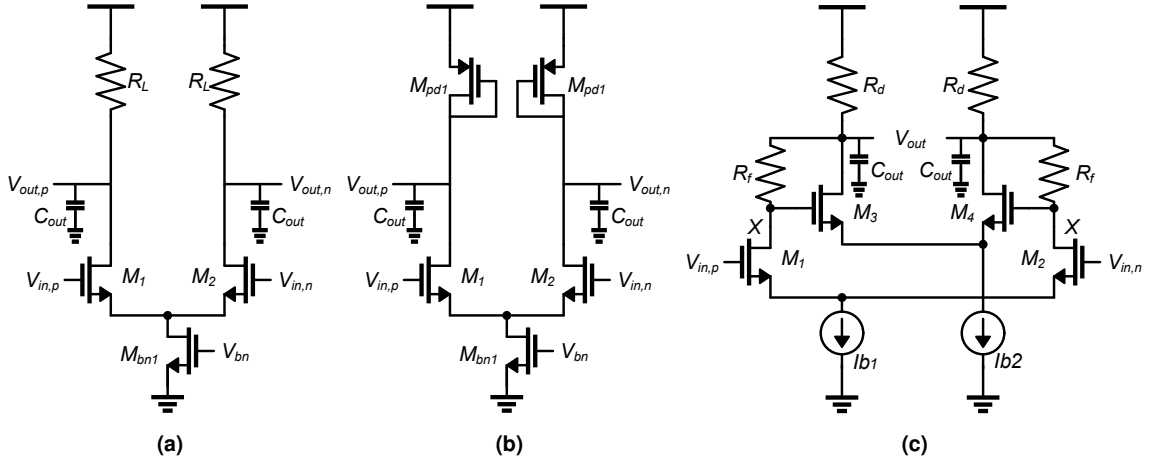 R_L R_L
V_out,p V_out,n
C_out C_out
V_in,p M_1 M_2 V_in,n
M_bn1 V_bn
(a)
M_pd1 M_pd1
V_out,p V_out,n
C_out C_out
V_in,p M_1 M_2 V_in,n
M_bn1 V_bn
(b)
R_d R_d
V_out
R_f C_out C_out R_f
M_3 M_4
X X
V_in,p M_1 M_2 V_in,n
Ib1 Ib2
(c)